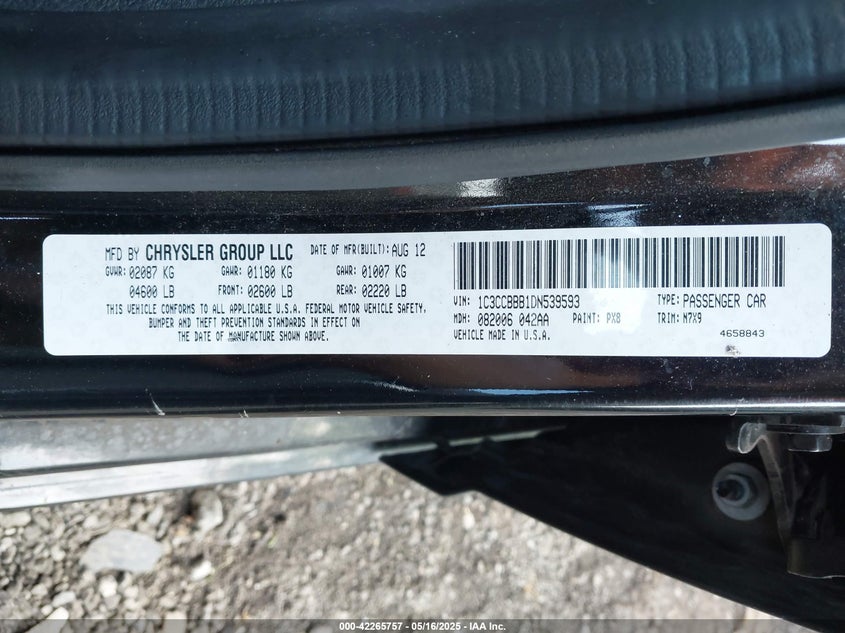 MFD BY CHRYSLER GROUP LLC DATE OF MFR(BUILT): AUG 12
GVWR: 02087 KG GAWR: 01180 KG GAWR: 01007 KG
04600 LB FRONT: 02600 LB REAR: 02220 LB
THIS VEHICLE CONFORMS TO ALL APPLICABLE U.S.A. FEDERAL MOTOR VEHICLE SAFETY,
BUMPER AND THEFT PREVENTION STANDARDS IN EFFECT ON
THE DATE OF MANUFACTURE SHOWN ABOVE.
VIN: 1C3CCBBB1DN539593 TYPE: PASSENGER CAR
MDH: 082006 042AA PAINT: PX8 TRIM: N7X9
VEHICLE MADE IN U.S.A. 4658843
000-42265757 - 05/16/2025 - IAA Inc.